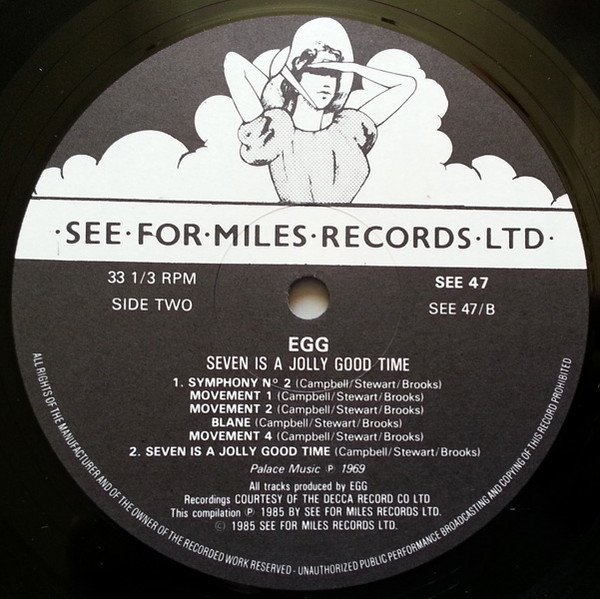 ·SEE·FOR·MILES·RECORDS·LTD·
33 1/3 RPM
SIDE TWO
SEE 47
SEE 47/B
EGG
SEVEN IS A JOLLY GOOD TIME
1. SYMPHONY Nº 2 (Campbell/Stewart/Brooks)
MOVEMENT 1 (Campbell/Stewart/Brooks)
MOVEMENT 2 (Campbell/Stewart/Brooks)
BLANE (Campbell/Stewart/Brooks)
MOVEMENT 4 (Campbell/Stewart/Brooks)
2. SEVEN IS A JOLLY GOOD TIME (Campbell/Stewart/Brooks)
Palace Music ℗ 1969
All tracks produced by EGG
Recordings COURTESY OF THE DECCA RECORD CO LTD
This compilation ℗ 1985 BY SEE FOR MILES RECORDS LTD.
© 1985 SEE FOR MILES RECORDS LTD.
ALL RIGHTS OF THE MANUFACTURER AND OF THE OWNER OF THE RECORDED WORK RESERVED - UNAUTHORIZED PUBLIC PERFORMANCE BROADCASTING AND COPYING OF THIS RECORD PROHIBITED